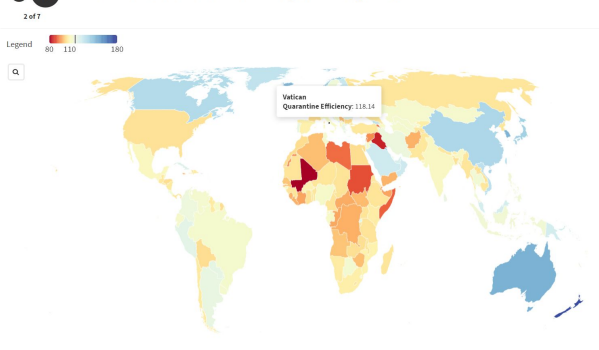 2 of 7
Legend
80 110 180
Vatican
Quarantine Efficiency: 118.14